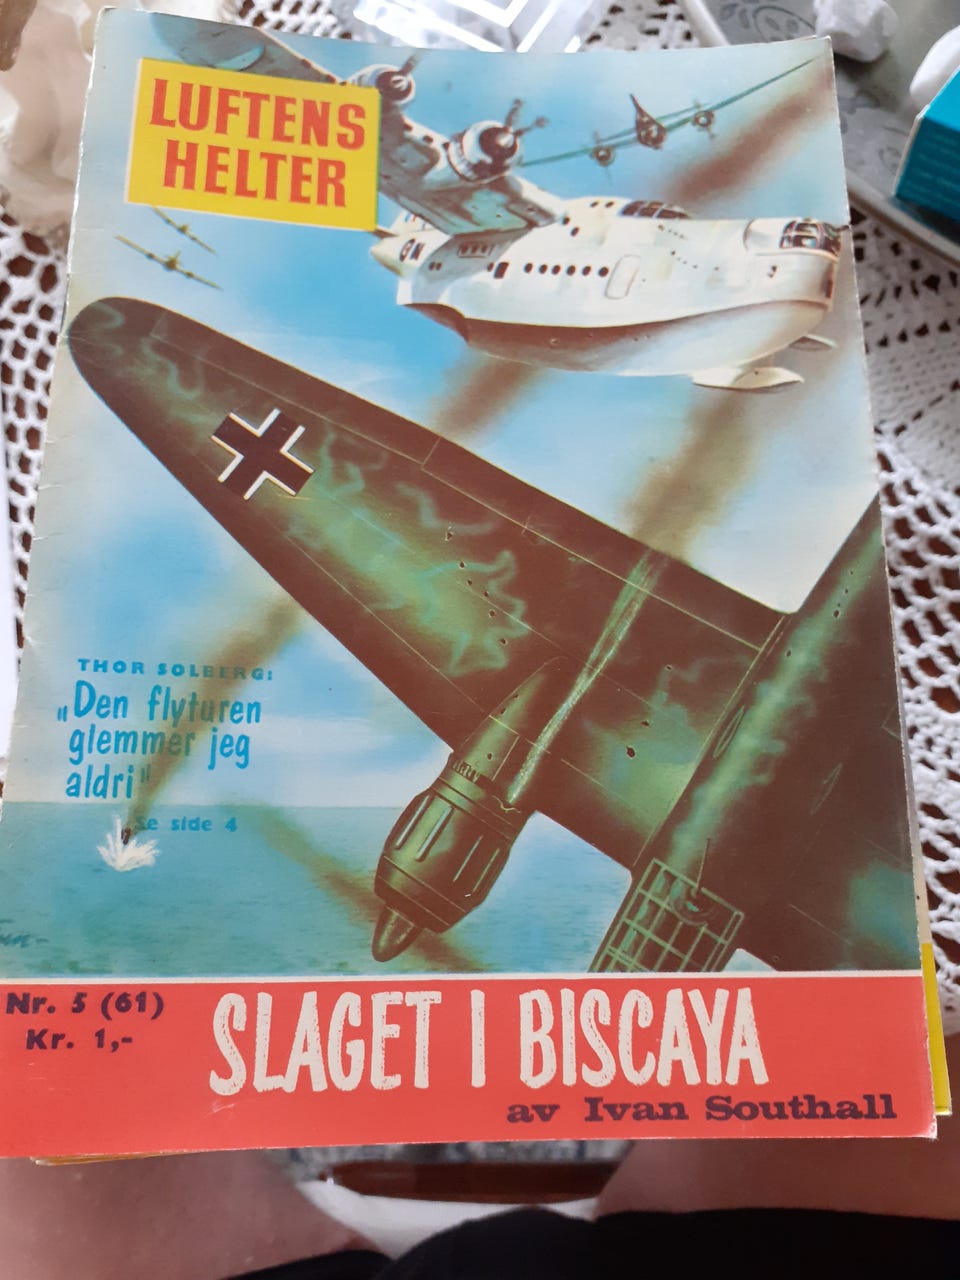 LUFTENS
HELTER
THOR SOLBERG:
„Den flyturen
glemmer jeg
aldri"
Se side 4
Nr. 5 (61)
Kr. 1,-
SLAGET I BISCAYA
av Ivan Southall